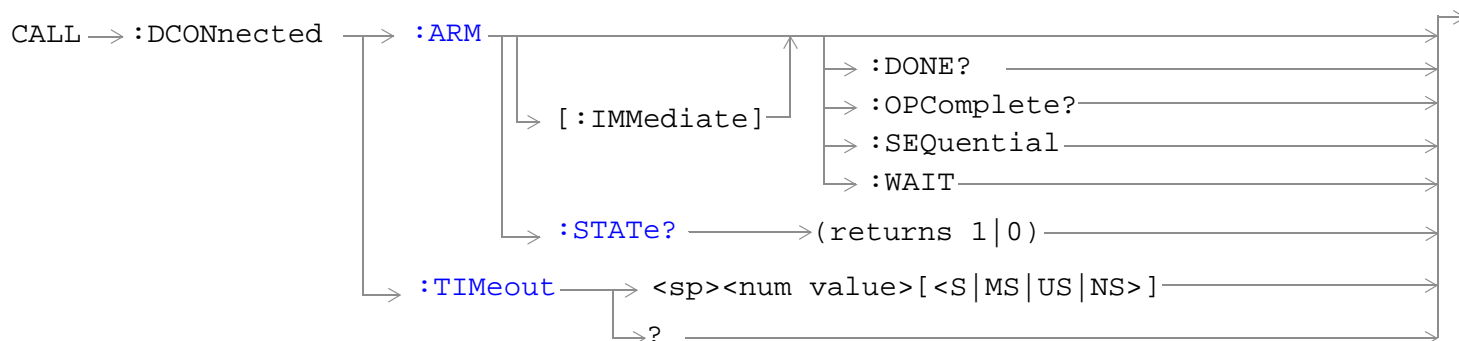 CALL :DCONnected :ARM
:DONE?
[:IMMediate] :OPComplete?
:SEQuential
:WAIT
:STATe? (returns 1|0)
:TIMeout <sp><num value>[<S|MS|US|NS>]
?